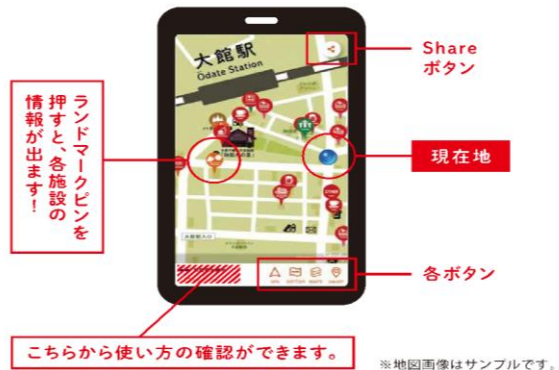 大館駅
Ōdate Station
Share
ボタン
ランドマークピンを
押すと、各施設の
情報が出ます!
現在地
各ボタン
こちらから使い方の確認ができます。
※地図画像はサンプルです。